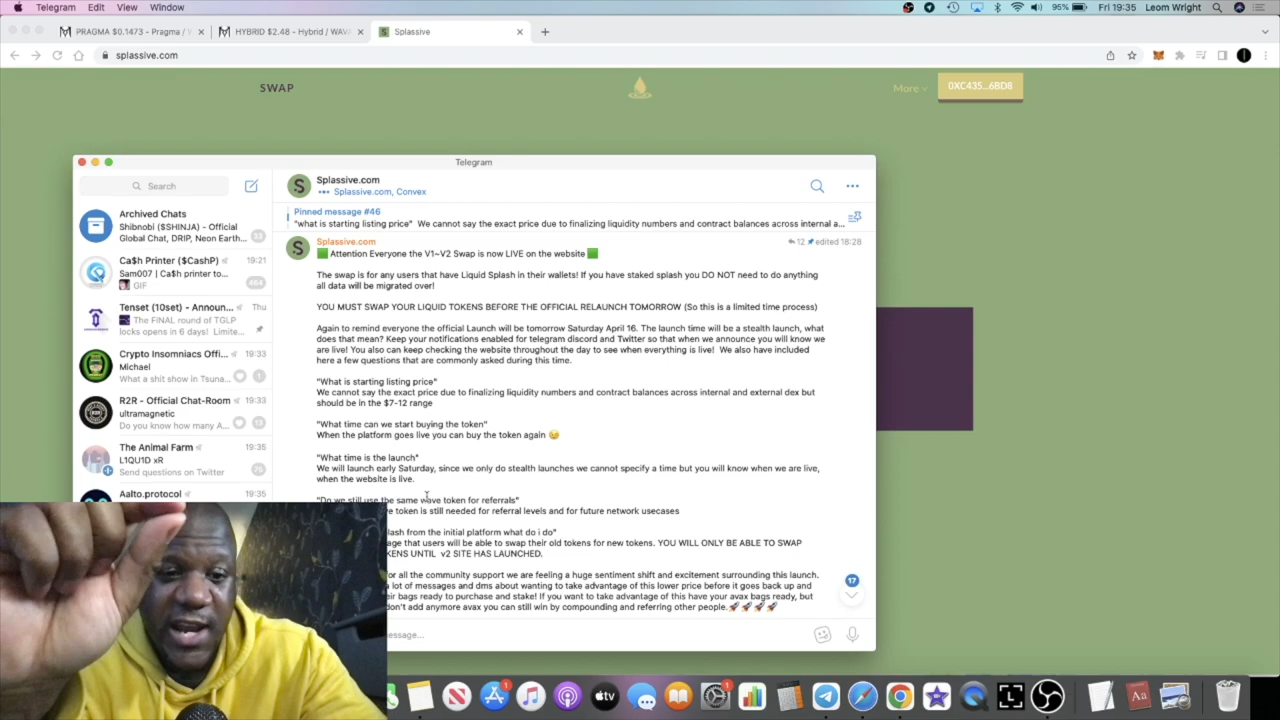 Telegram Edit View Window
95% Fri 19:35 Leom Wright
PRAGMA $0.1473 - Pragma /
HYBRID $2.48 - Hybrid / WAV
Splassive
splassive.com
SWAP
More
0XC435...6BD8
Telegram
Search
Archived Chats
Shibnobi ($SHINJA) - Official
Global Chat, DRIP, Neon Earth...
33
Ca$h Printer ($CashP)
19:21
Sam007 | Ca$h printer to...
GIF
484
Tenset (10set) - Announ...
Thu
The FINAL round of TGLP
locks opens in 6 days! Limite...
Crypto Insomniacs Offi...
19:33
Michael
What a shit show in Tsuna...
1
R2R - Official Chat-Room
19:33
ultramagnetic
Do you know how many A...
13
The Animal Farm
19:35
L1QU1D xR
Send questions on Twitter
75
Aalto.protocol
19:35
S
Splassive.com
Splassive.com, Convex
Pinned message #46
"what is starting listing price" We cannot say the exact price due to finalizing liquidity numbers and contract balances across internal a...
S
Splassive.com
12 edited 18:28
Attention Everyone the V1~V2 Swap is now LIVE on the website
The swap is for any users that have Liquid Splash in their wallets! If you have staked splash you DO NOT need to do anything
all data will be migrated over!
YOU MUST SWAP YOUR LIQUID TOKENS BEFORE THE OFFICIAL RELAUNCH TOMORROW (So this is a limited time process)
Again to remind everyone the official Launch will be tomorrow Saturday April 16. The launch time will be a stealth launch, what
does that mean? Keep your notifications enabled for telegram discord and Twitter so that when we announce you will know we
are live! You also can keep checking the website throughout the day to see when everything is live! We also have included
here a few questions that are commonly asked during this time.
"What is starting listing price"
We cannot say the exact price due to finalizing liquidity numbers and contract balances across internal and external dex but
should be in the $7-12 range
"What time can we start buying the token"
When the platform goes live you can buy the token again 😉
"What time is the launch"
We will launch early Saturday, since we only do stealth launches we cannot specify a time but you will know when we are live,
when the website is live.
"Do we still use the same wave token for referrals"
ve token is still needed for referral levels and for future network usecases
lash from the initial platform what do i do"
age that users will be able to swap their old tokens for new tokens. YOU WILL ONLY BE ABLE TO SWAP
KENS UNTIL v2 SITE HAS LAUNCHED.
or all the community support we are feeling a huge sentiment shift and excitement surrounding this launch.
lot of messages and dms about wanting to take advantage of this lower price before it goes back up and
eir bags ready to purchase and stake! If you want to take advantage of this have your avax bags ready, but
don't add anymore avax you can still win by compounding and referring other people.🚀🚀🚀🚀
17
essage...